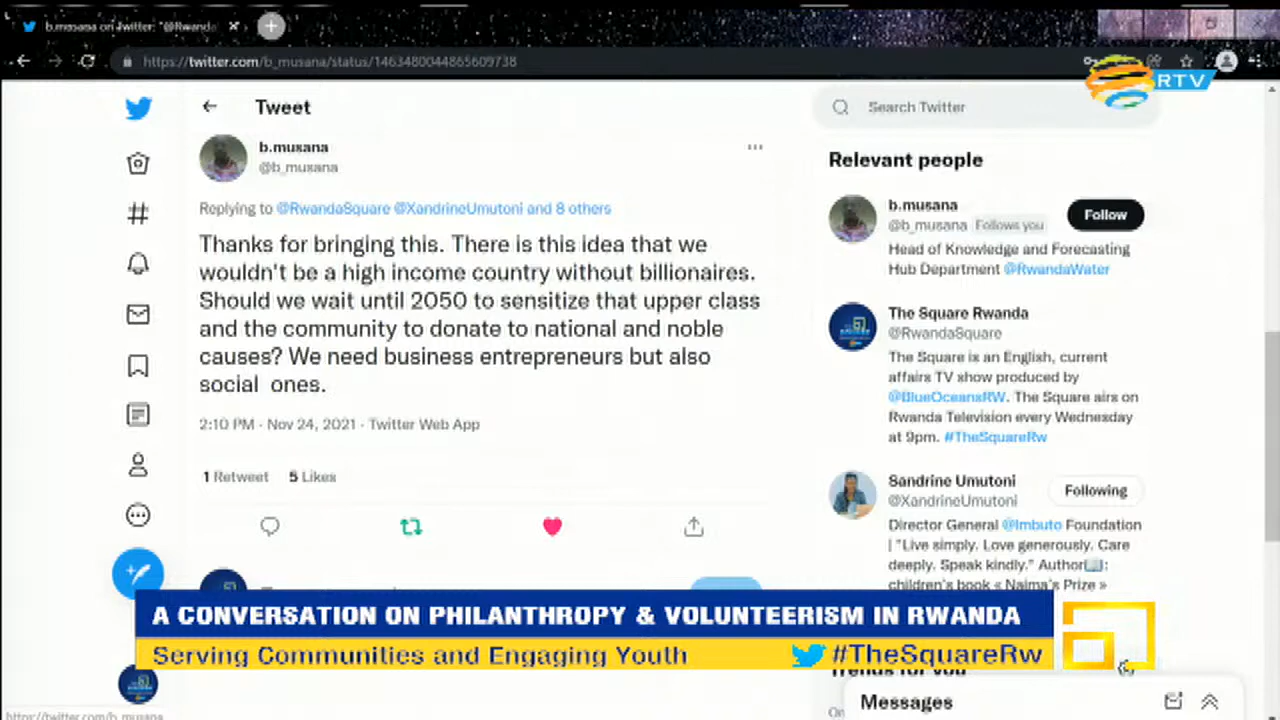 b.musana on Twitter: "@Rwanda
https://twitter.com/b_musana/status/1463480044865609738
RTV
Tweet
Search Twitter
b.musana
@b_musana
Replying to @RwandaSquare @XandrineUmutoni and 8 others
Thanks for bringing this. There is this idea that we
wouldn't be a high income country without billionaires.
Should we wait until 2050 to sensitize that upper class
and the community to donate to national and noble
causes? We need business entrepreneurs but also
social ones.
2:10 PM · Nov 24, 2021 · Twitter Web App
1 Retweet 5 Likes
Relevant people
b.musana
@b_musana Follows you
Follow
Head of Knowledge and Forecasting
Hub Department @RwandaWater
The Square Rwanda
@RwandaSquare
The Square is an English, current
affairs TV show produced by
@BlueOceansRW. The Square airs on
Rwanda Television every Wednesday
at 9pm. #TheSquareRw
Sandrine Umutoni
@XandrineUmutoni
Following
Director General @Imbuto Foundation
| "Live simply. Love generously. Care
deeply. Speak kindly." Author📖:
children's book « Naima's Prize »
A CONVERSATION ON PHILANTHROPY & VOLUNTEERISM IN RWANDA
Serving Communities and Engaging Youth
#TheSquareRw
Trends for you
Messages
https://twitter.com/b_musana